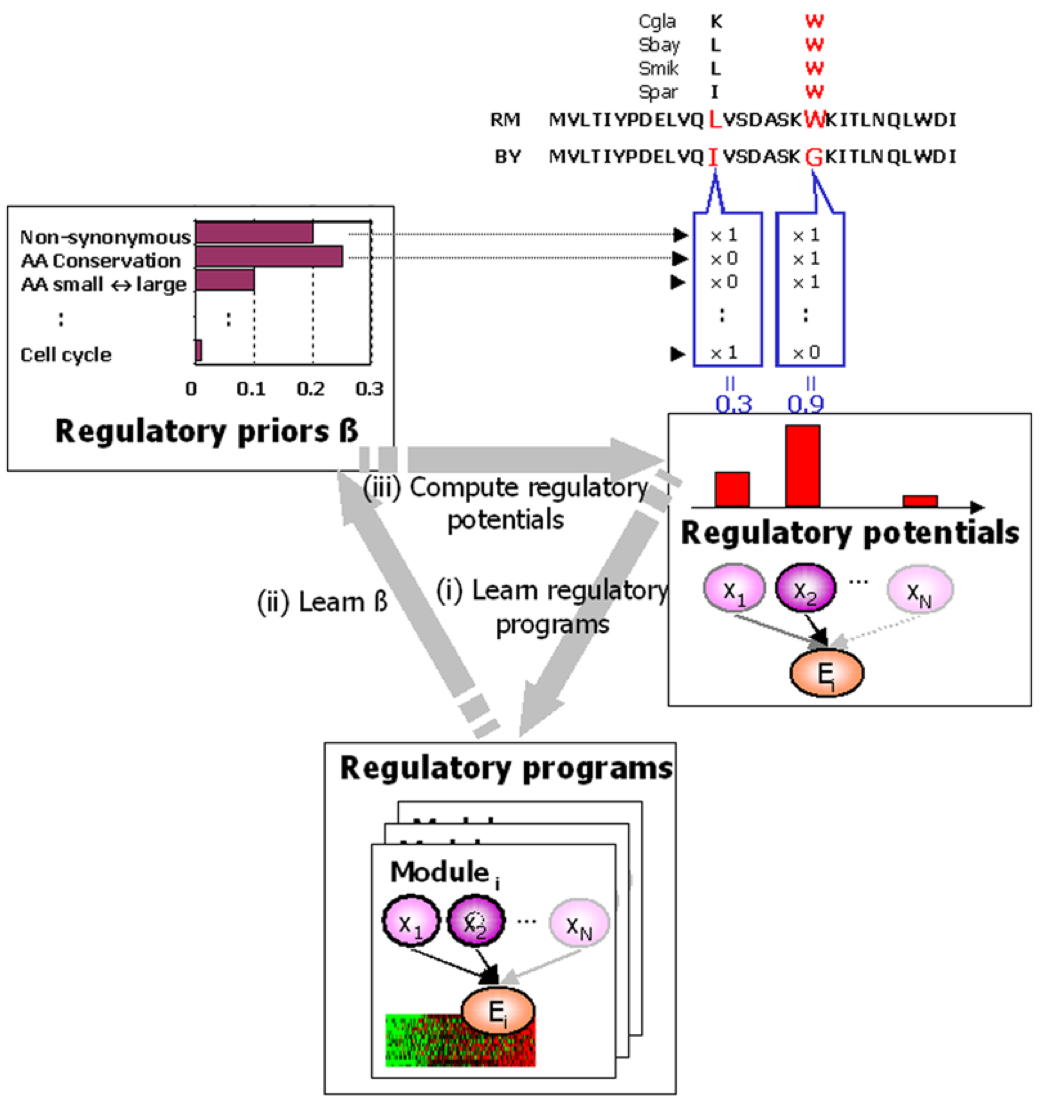 Cgla K W
Sbay L W
Smik L W
Spar I W
RM MVLTIYPDELVQLVSDASKWKITLNQLWDI
BY MVLTIYPDELVQIVSDASKGKITLNQLWDI
Non-synonymous × 1 × 1
AA Conservation × 0 × 1
AA small ↔ large × 0 × 1
: : : :
Cell cycle × 1 × 0
0 0.1 0.2 0.3
= =
0.3 0.9
Regulatory priors ß
(iii) Compute regulatory
potentials
Regulatory potentials
x1 x2 ... xN
Ei
(ii) Learn ß
(i) Learn regulatory
programs
Regulatory programs
Module i
x1 x2 ... xN
Ei